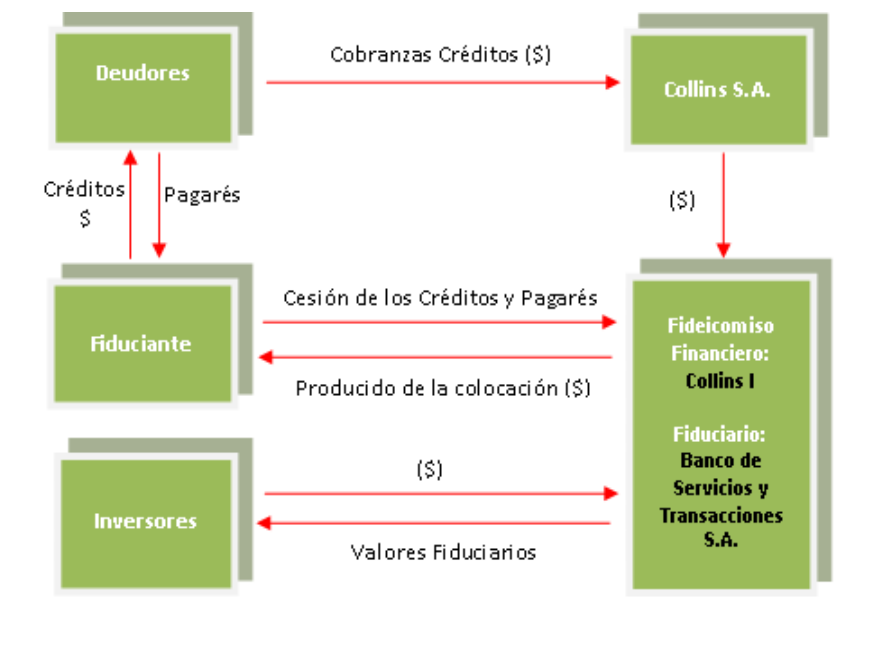 Deudores
Cobranzas Créditos ($)
Collins S.A.
Créditos
$
Pagarés
($)
Fiduciante
Cesión de los Créditos y Pagarés
Producido de la colocación ($)
Fideicomiso
Financiero:
Collins I
Fiduciario:
Banco de
Servicios y
Transacciones
S.A.
Inversores
($)
Valores Fiduciarios